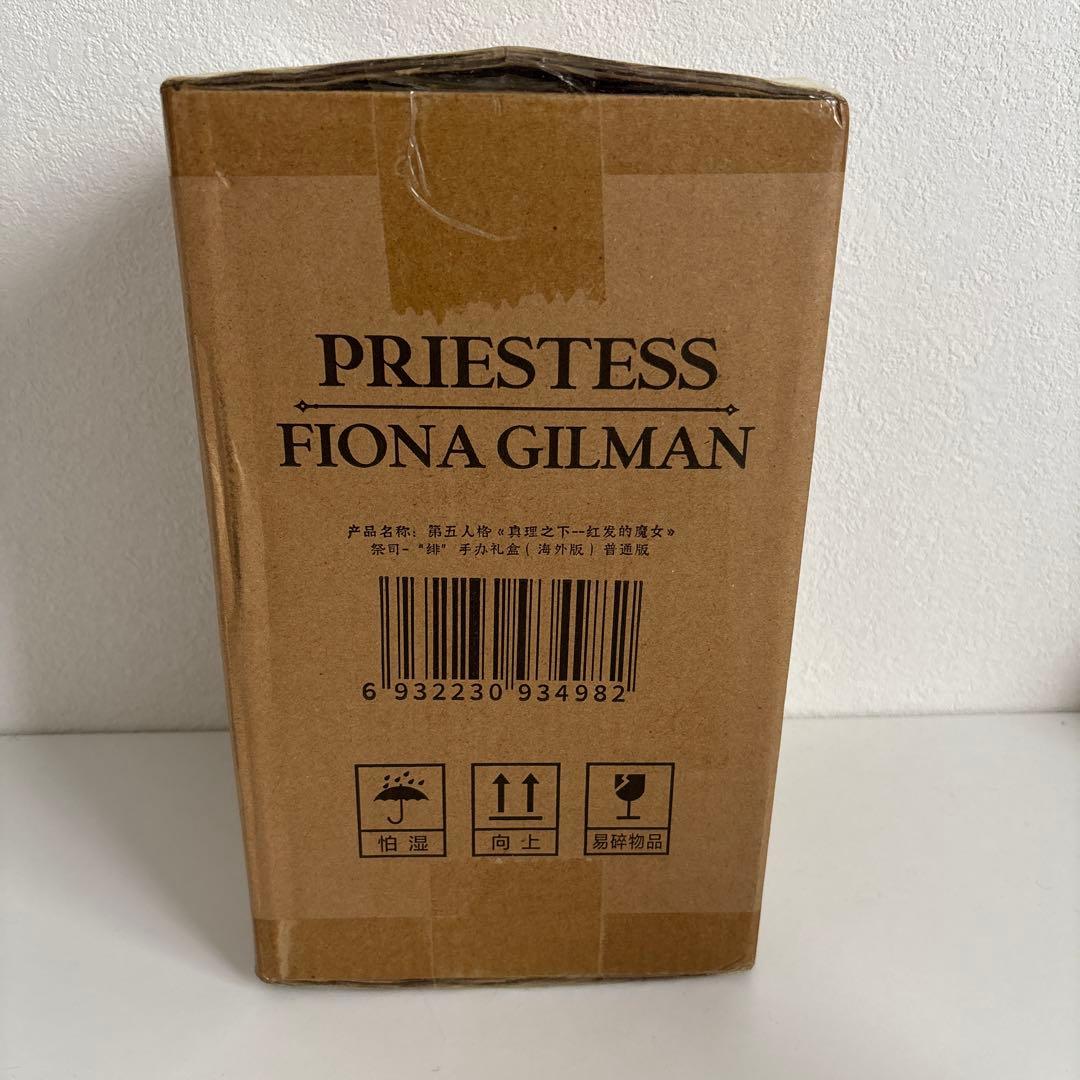 PRIESTESS
FIONA GILMAN
产品名称：第五人格《真理之下--红发的魔女》
祭司-“绯”手办礼盒（海外版）普通版
6 932230 934982
怕湿
向上
易碎物品